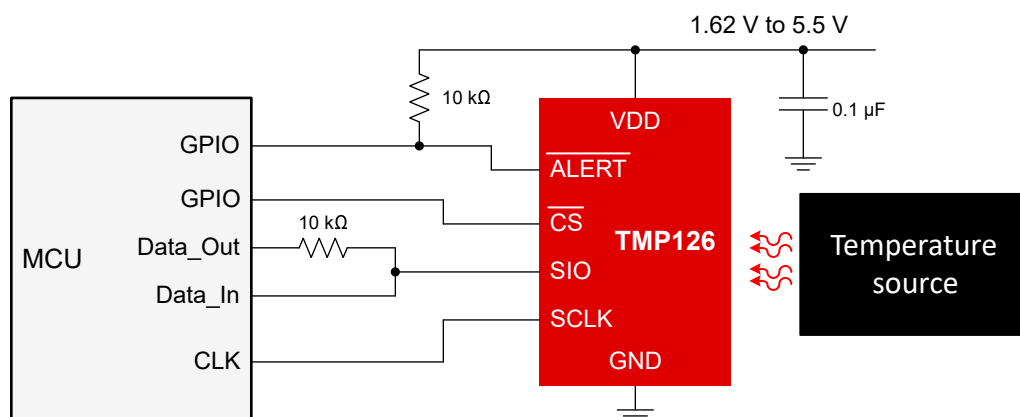 1.62 V to 5.5 V
10 kΩ
0.1 µF
VDD
GPIO
ALERT
GPIO
CS
10 kΩ
TMP126
Data_Out
MCU
SIO
Data_In
SCLK
CLK
GND
Temperature
source